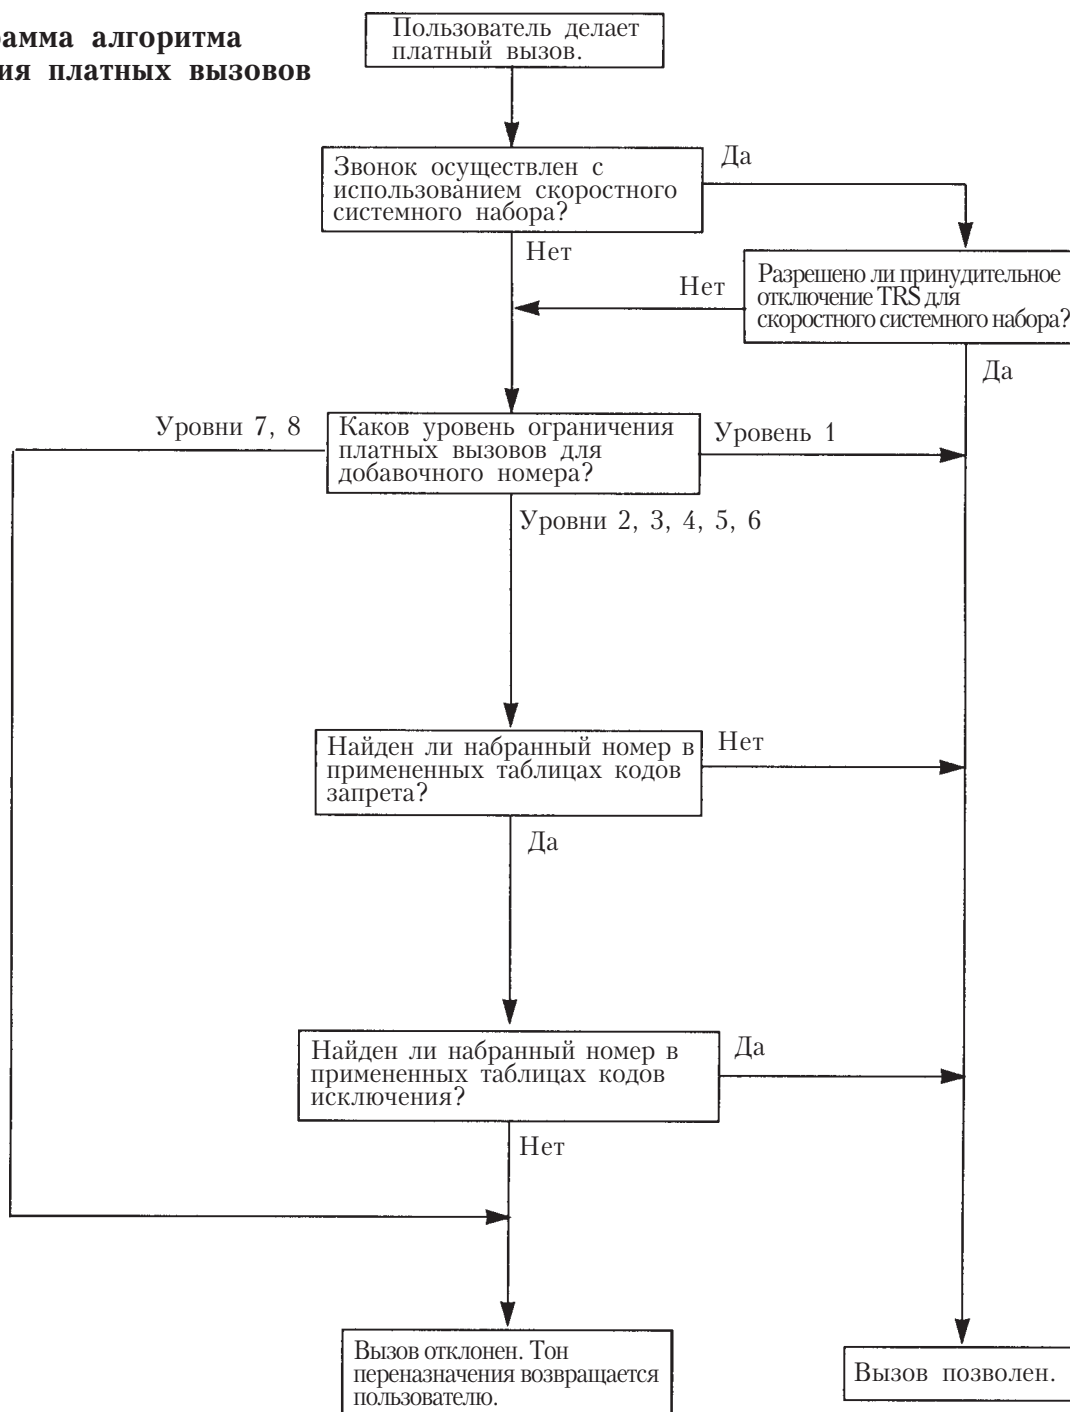 рамма алгоритма
ия платных вызовов
Пользователь делает
платный вызов.
Звонок осуществлен с
использованием скоростного
системного набора?
Да
Нет
Разрешено ли принудительное
отключение TRS для
скоростного системного набора?
Нет
Да
Уровни 7, 8
Каков уровень ограничения
платных вызовов для
добавочного номера?
Уровень 1
Уровни 2, 3, 4, 5, 6
Найден ли набранный номер в
примененных таблицах кодов
запрета?
Нет
Да
Найден ли набранный номер в
примененных таблицах кодов
исключения?
Да
Нет
Вызов отклонен. Тон
переназначения возвращается
пользователю.
Вызов позволен.